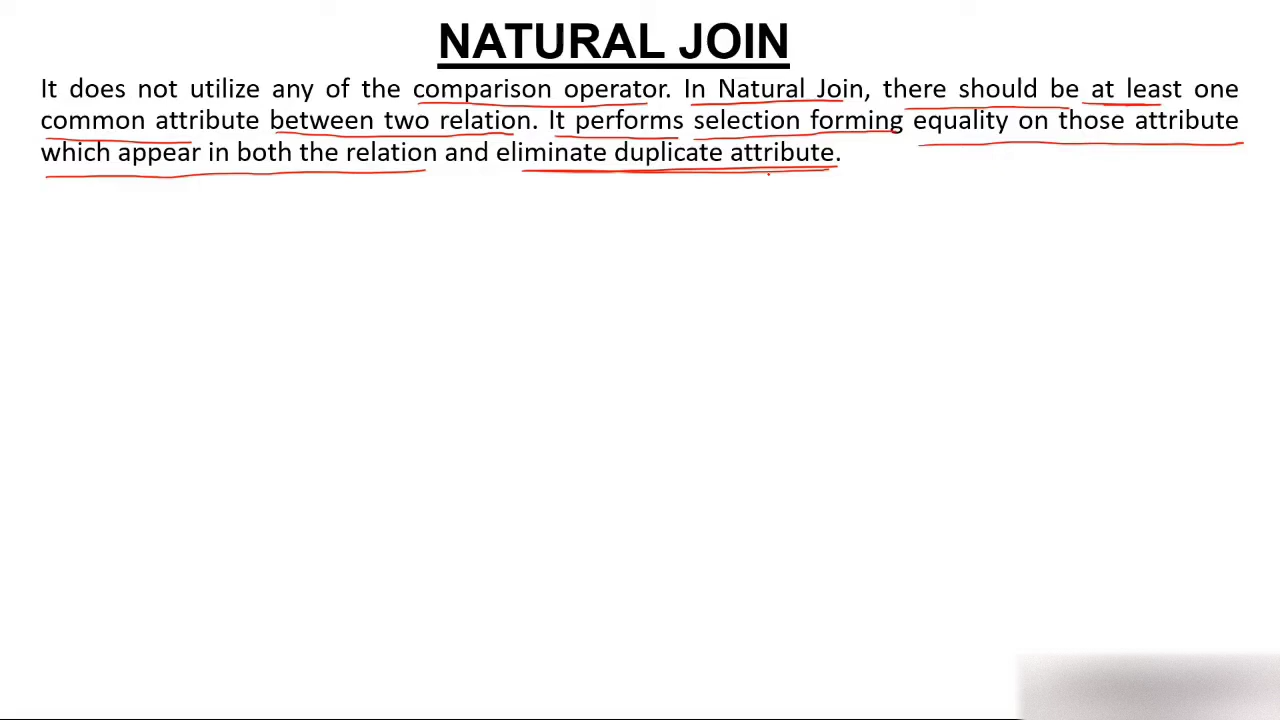 NATURAL JOIN
It does not utilize any of the comparison operator. In Natural Join, there should be at least one
common attribute between two relation. It performs selection forming equality on those attribute
which appear in both the relation and eliminate duplicate attribute.